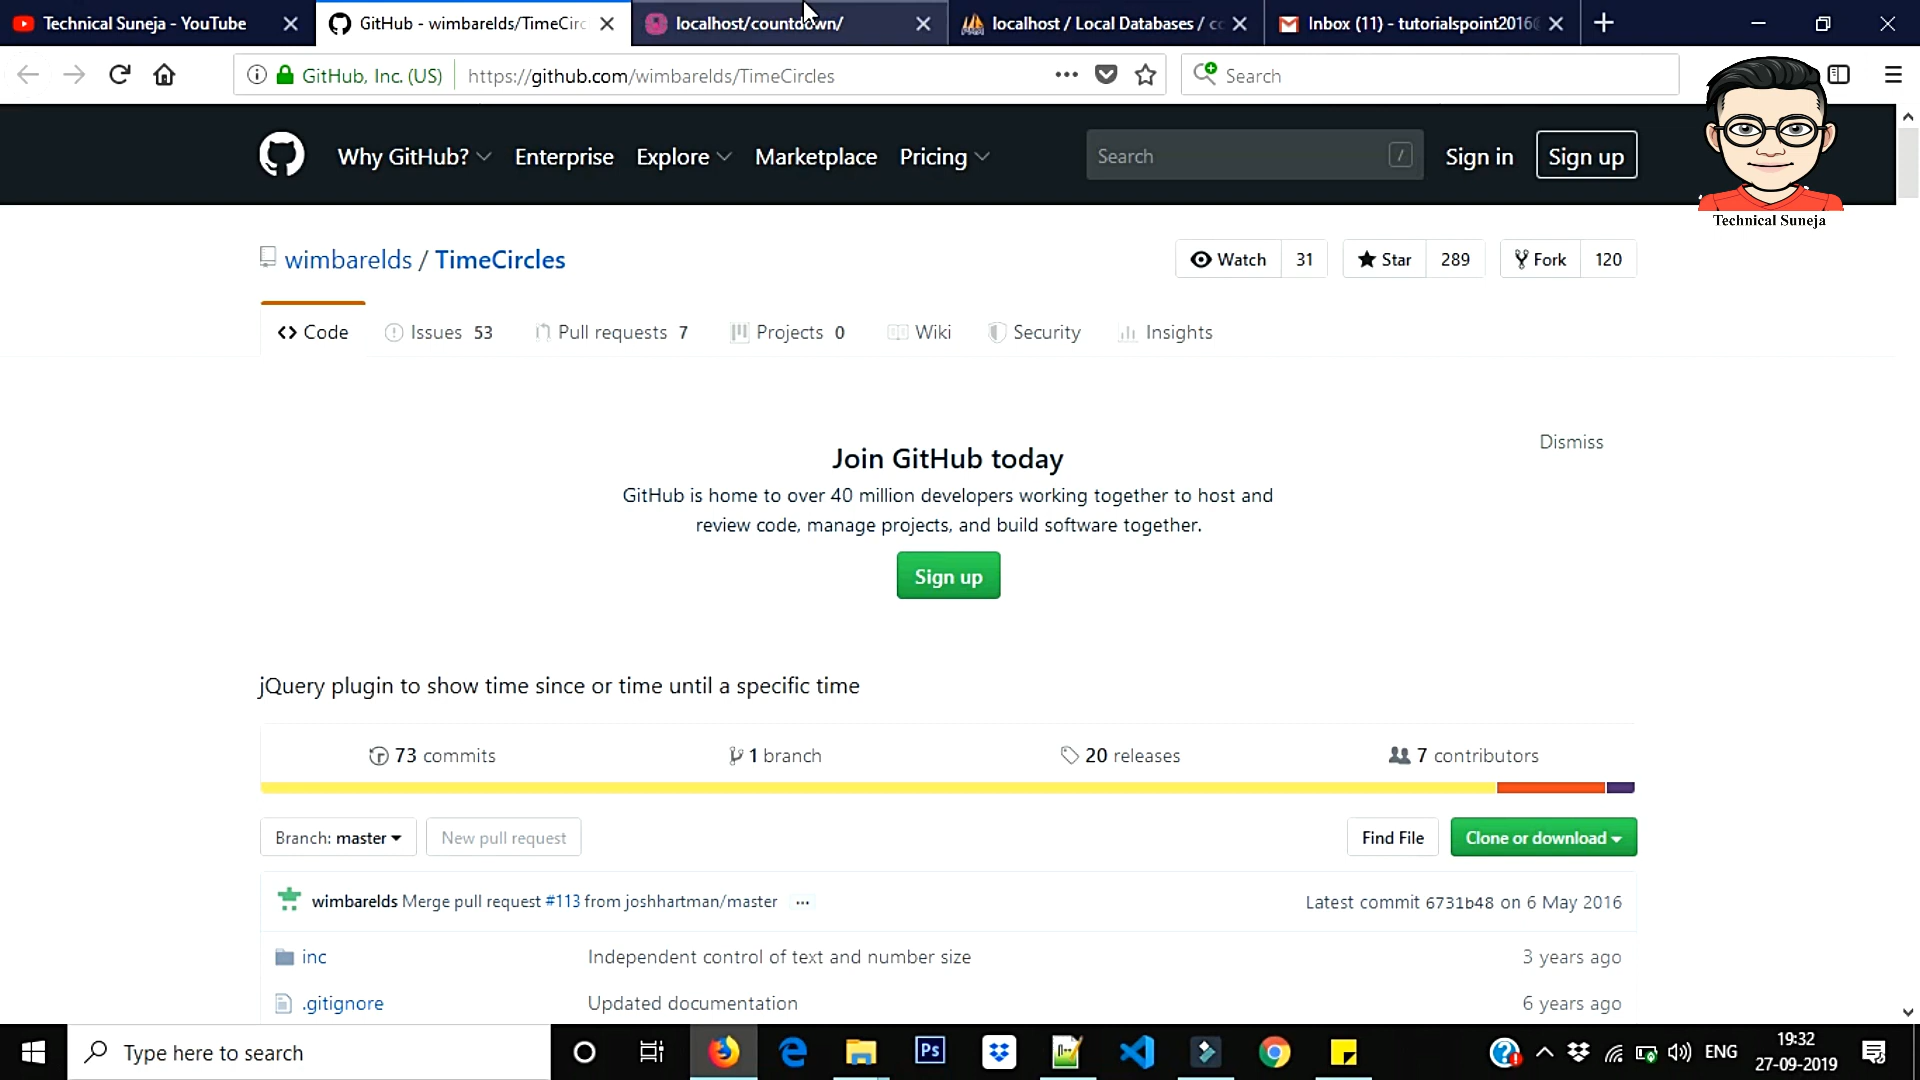 Technical Suneja - YouTube
GitHub - wimbarelds/TimeCirc
localhost/countdown/
localhost / Local Databases / co
Inbox (11) - tutorialspoint2016
GitHub, Inc. (US)
https://github.com/wimbarelds/TimeCircles
Search
Why GitHub?
Enterprise
Explore
Marketplace
Pricing
Search /
Sign in
Sign up
Technical Suneja
wimbarelds / TimeCircles
Watch 31
Star 289
Fork 120
<> Code
Issues 53
Pull requests 7
Projects 0
Wiki
Security
Insights
Dismiss
Join GitHub today
GitHub is home to over 40 million developers working together to host and
review code, manage projects, and build software together.
Sign up
jQuery plugin to show time since or time until a specific time
73 commits
1 branch
20 releases
7 contributors
Branch: master
New pull request
Find File
Clone or download
wimbarelds Merge pull request #113 from joshhartman/master ...
Latest commit 6731b48 on 6 May 2016
inc
Independent control of text and number size
3 years ago
.gitignore
Updated documentation
6 years ago
Type here to search
Ps
ENG
19:32
27-09-2019